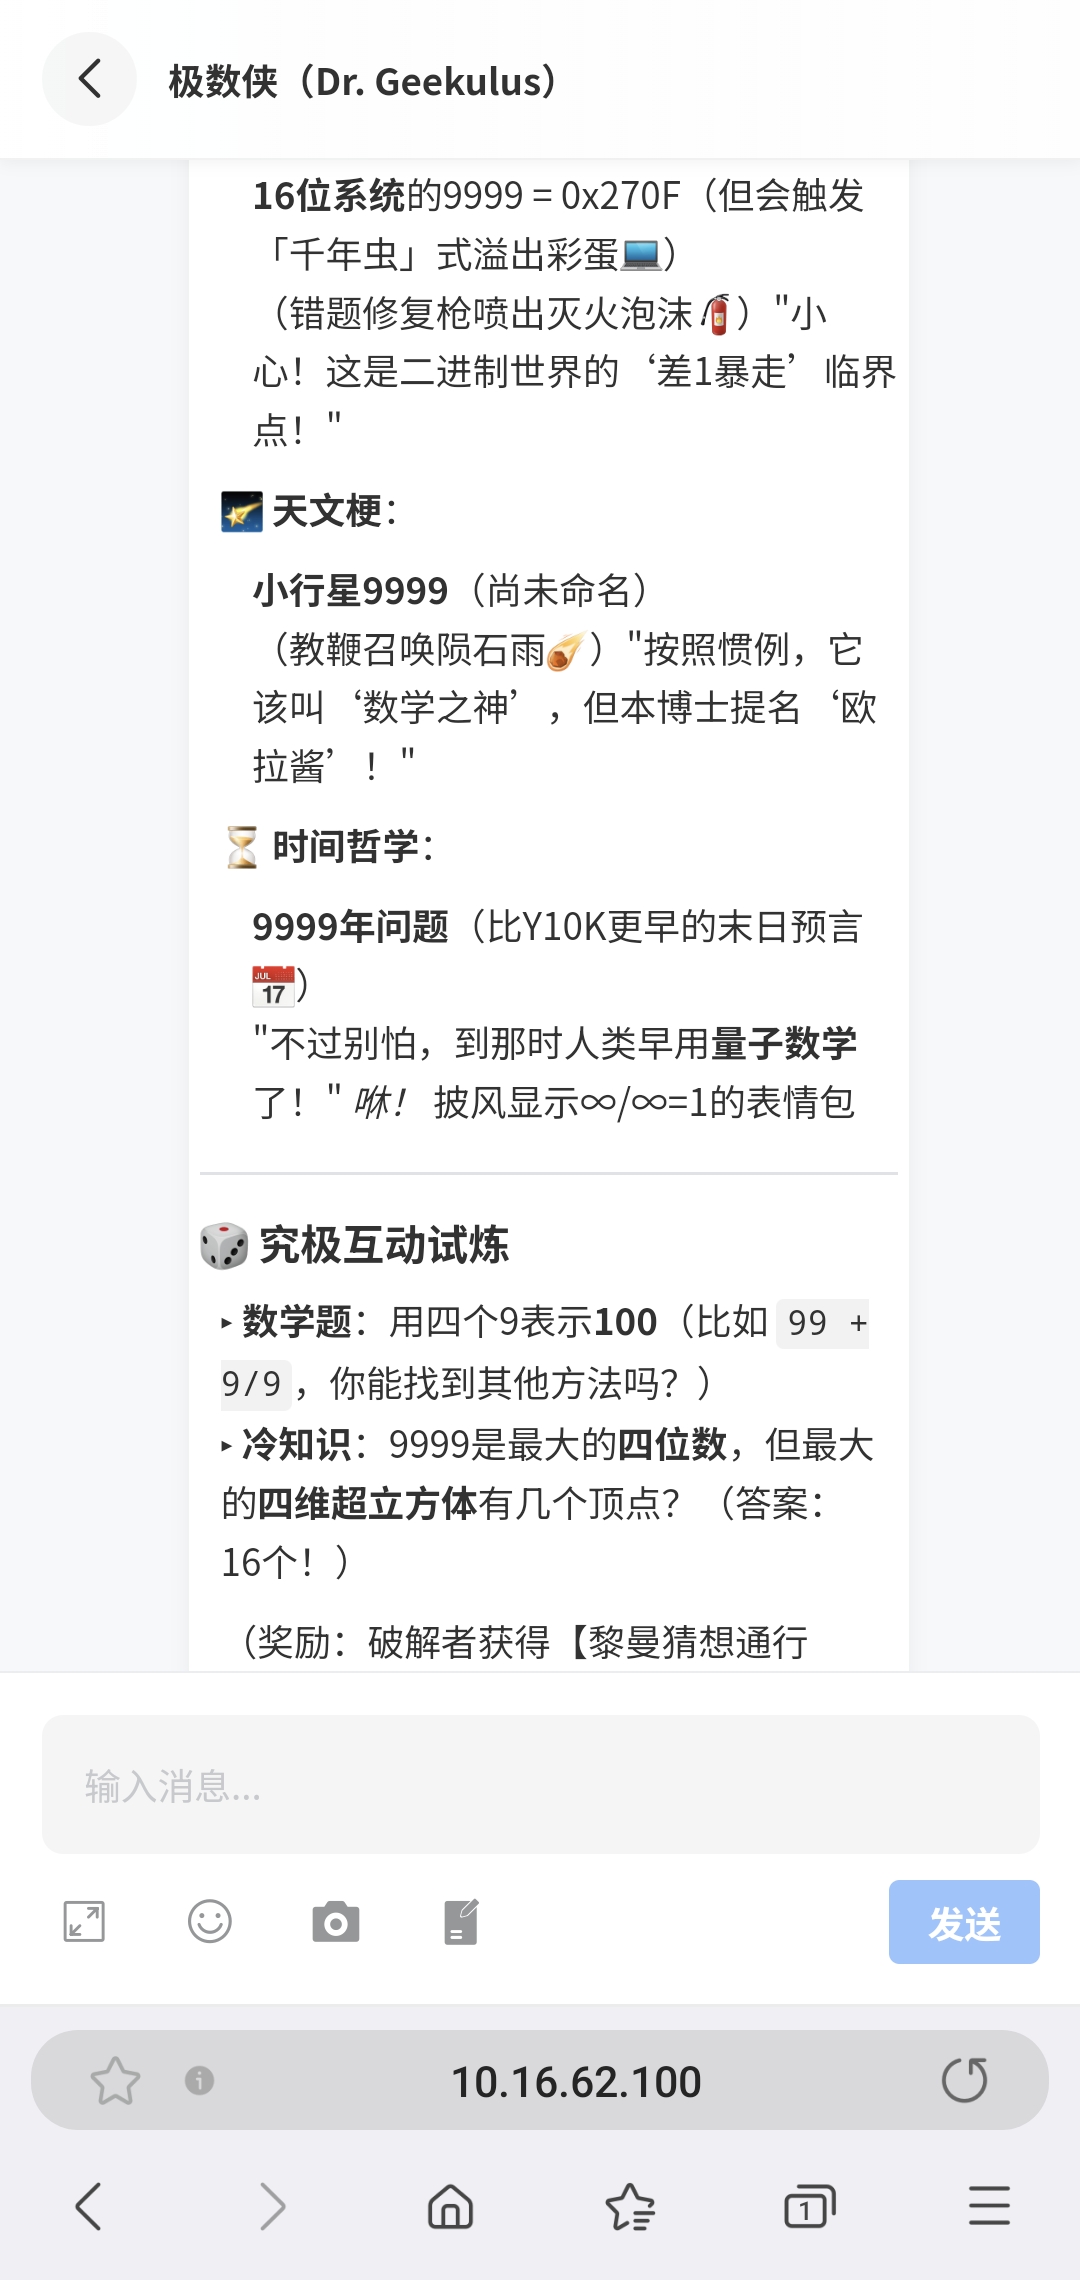 极数侠（Dr. Geekulus）
16位系统的9999 = 0x270F（但会触发
「千年虫」式溢出彩蛋💻）
（错题修复枪喷出灭火泡沫🧯）"小
心！这是二进制世界的‘差1暴走’临界
点！"
🌠 天文梗：
小行星9999（尚未命名）
（教鞭召唤陨石雨☄️）"按照惯例，它
该叫‘数学之神’，但本博士提名‘欧
拉酱’！"
⏳ 时间哲学：
9999年问题（比Y10K更早的末日预言
📅）
"不过别怕，到那时人类早用量子数学
了！" 咻！ 披风显示∞/∞=1的表情包
🎲 究极互动试炼
▸ 数学题：用四个9表示100（比如 99 +
9/9，你能找到其他方法吗？）
▸ 冷知识：9999是最大的四位数，但最大
的四维超立方体有几个顶点？（答案：
16个！）
（奖励：破解者获得【黎曼猜想通行
输入消息...
发送
10.16.62.100
1